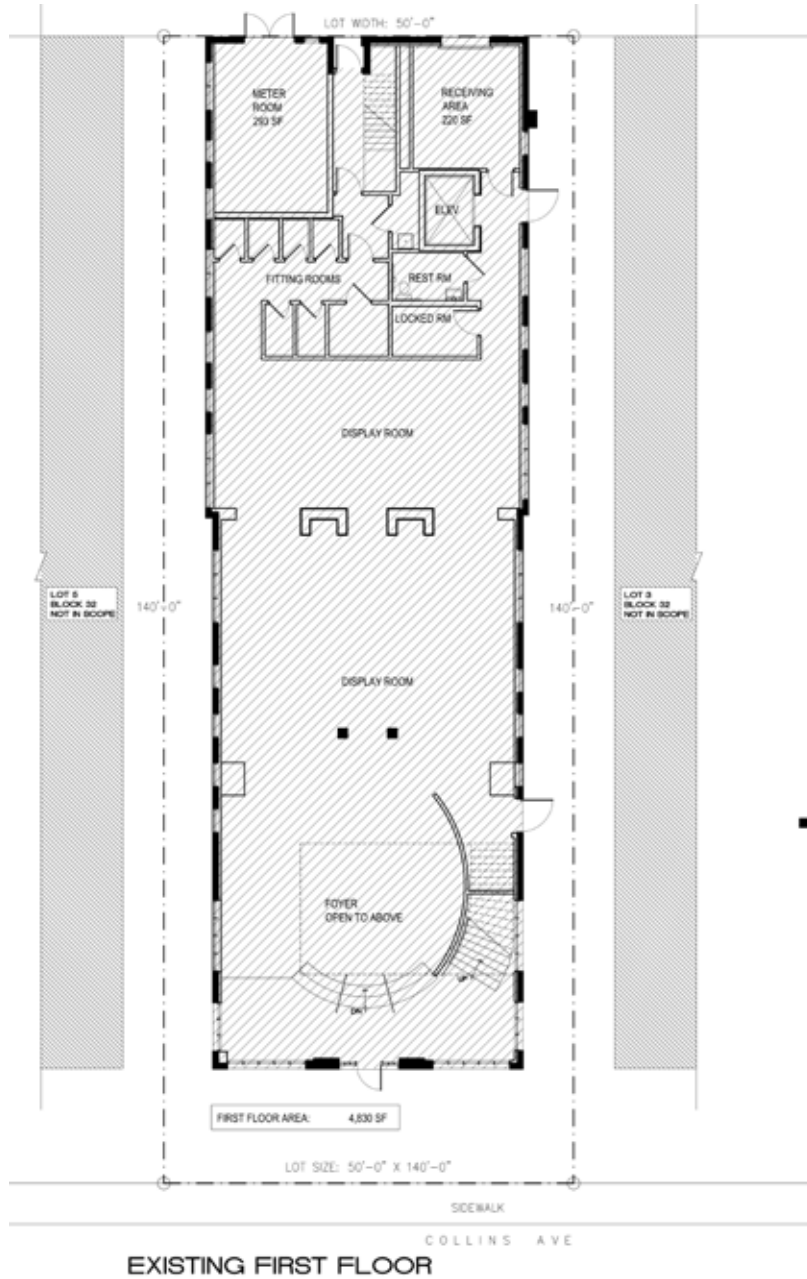 LOT WIDTH: 50'-0"
METER
ROOM
293 SF
RECEIVING
AREA
220 SF
ELEV
FITTING ROOMS
REST RM
LOCKED RM
DISPLAY ROOM
LOT 5
BLOCK 32
NOT IN SCOPE
140'-0"
140'-0"
LOT 3
BLOCK 32
NOT IN SCOPE
DISPLAY ROOM
FOYER
OPEN TO ABOVE
UP
DN
FIRST FLOOR AREA: 4,830 SF
LOT SIZE: 50'-0" X 140'-0"
SIDEWALK
COLLINS AVE
EXISTING FIRST FLOOR